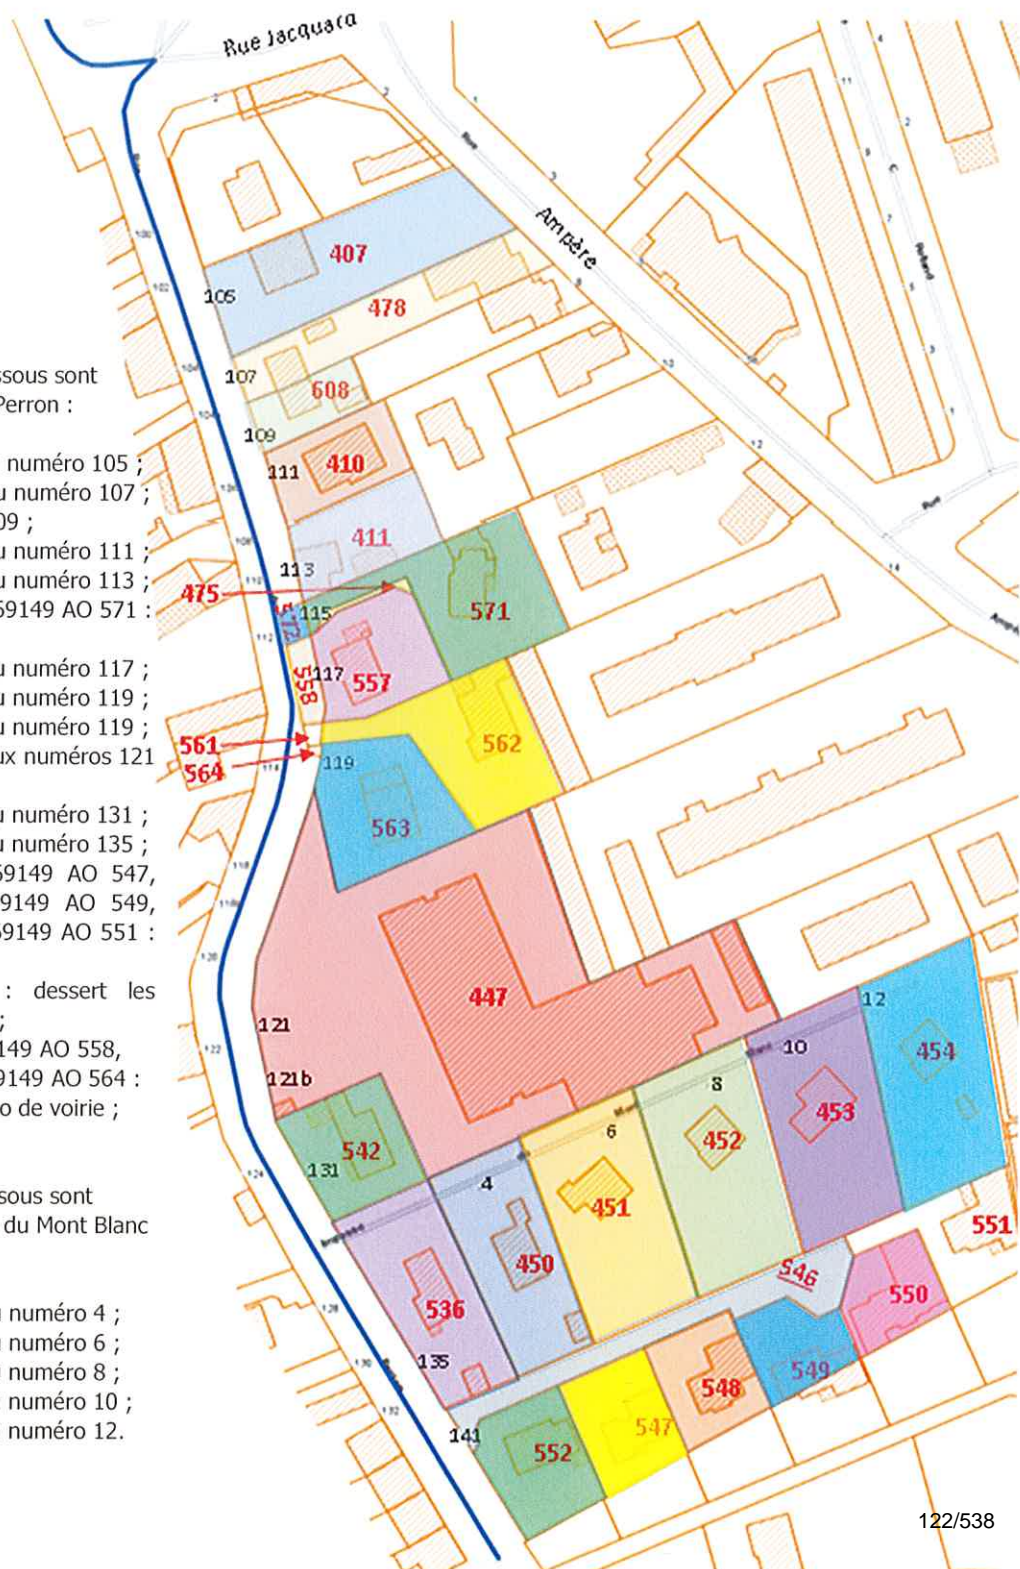 Rue Jacquard
Rue
Ampère
407
105
478
107
608
109
410
111
411
113
475
115
571
572
117
557
558
561
562
564
119
563
447
121
121b
12
10
454
8
453
131
542
6
452
4
451
450
551
546
550
536
135
549
548
547
141
552
ssous sont
Perron :
numéro 105 ;
u numéro 107 ;
09 ;
u numéro 111 ;
u numéro 113 ;
59149 AO 571 :
u numéro 117 ;
u numéro 119 ;
u numéro 119 ;
ux numéros 121
u numéro 131 ;
u numéro 135 ;
59149 AO 547,
9149 AO 549,
59149 AO 551 :
: dessert les
;
149 AO 558,
9149 AO 564 :
o de voirie ;
ssous sont
du Mont Blanc
u numéro 4 ;
u numéro 6 ;
u numéro 8 ;
numéro 10 ;
numéro 12.
122/538